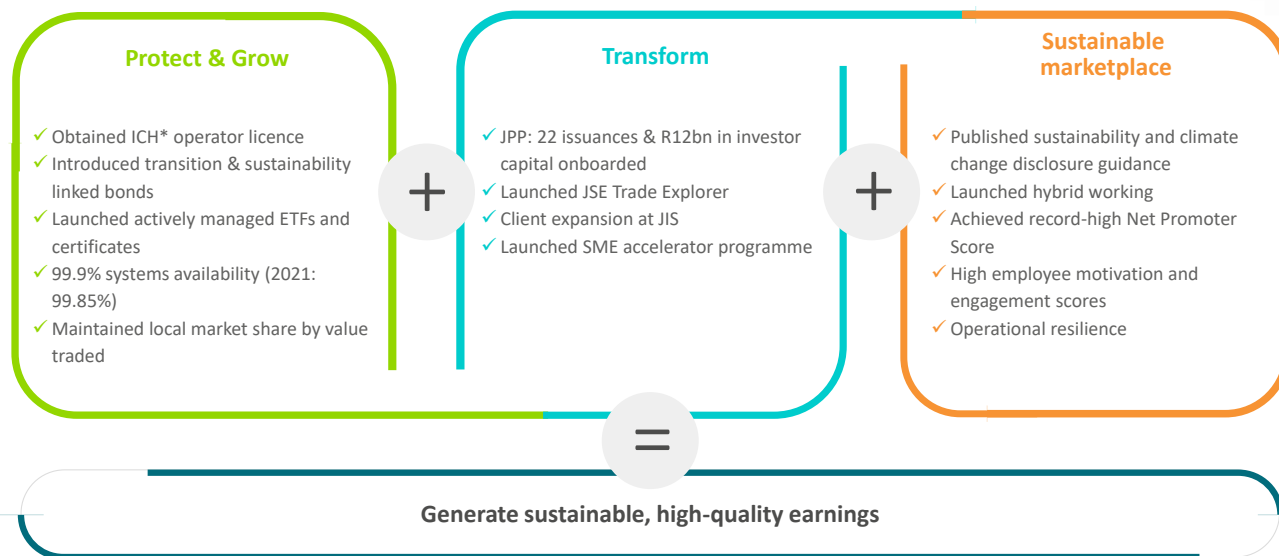 Protect & Grow
✓ Obtained ICH* operator licence
✓ Introduced transition & sustainability
linked bonds
✓ Launched actively managed ETFs and
certificates
✓ 99.9% systems availability (2021:
99.85%)
✓ Maintained local market share by value
traded
+
Transform
✓ JPP: 22 issuances & R12bn in investor
capital onboarded
✓ Launched JSE Trade Explorer
✓ Client expansion at JIS
✓ Launched SME accelerator programme
+
Sustainable
marketplace
✓ Published sustainability and climate
change disclosure guidance
✓ Launched hybrid working
✓ Achieved record-high Net Promoter
Score
✓ High employee motivation and
engagement scores
✓ Operational resilience
=
Generate sustainable, high-quality earnings